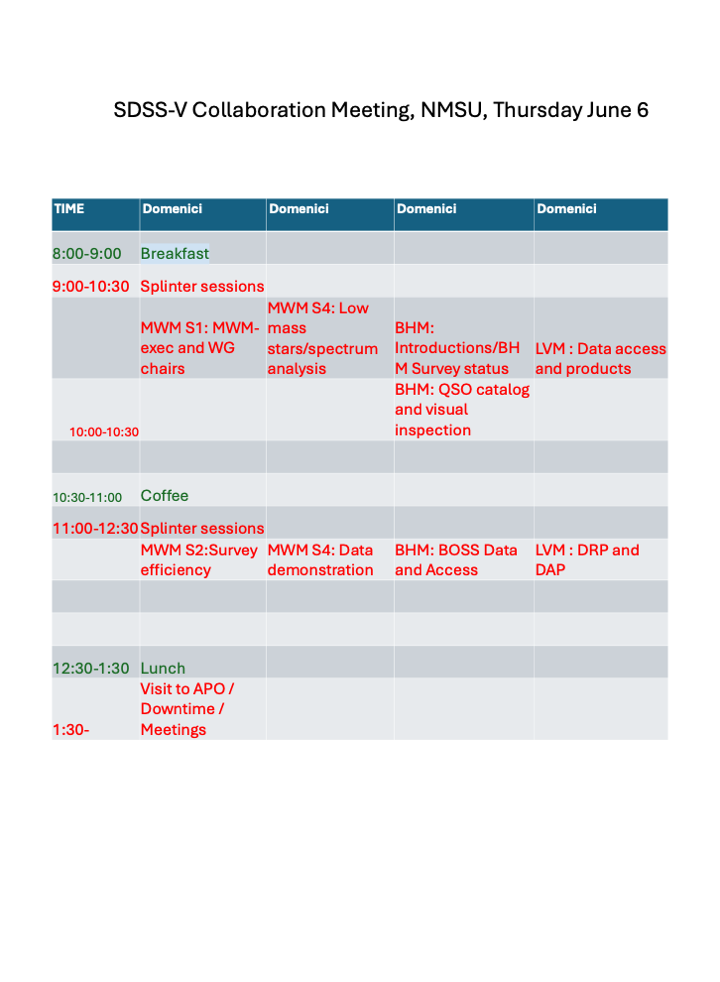 SDSS-V Collaboration Meeting, NMSU, Thursday June 6
TIME Domenici Domenici Domenici Domenici
8:00-9:00 Breakfast
9:00-10:30 Splinter sessions
MWM S1: MWM-
exec and WG
chairs
MWM S4: Low
mass
stars/spectrum
analysis
BHM:
Introductions/BH
M Survey status
LVM : Data access
and products
10:00-10:30
BHM: QSO catalog
and visual
inspection
10:30-11:00 Coffee
11:00-12:30 Splinter sessions
MWM S2:Survey
efficiency
MWM S4: Data
demonstration
BHM: BOSS Data
and Access
LVM : DRP and
DAP
12:30-1:30 Lunch
1:30-
Visit to APO /
Downtime /
Meetings